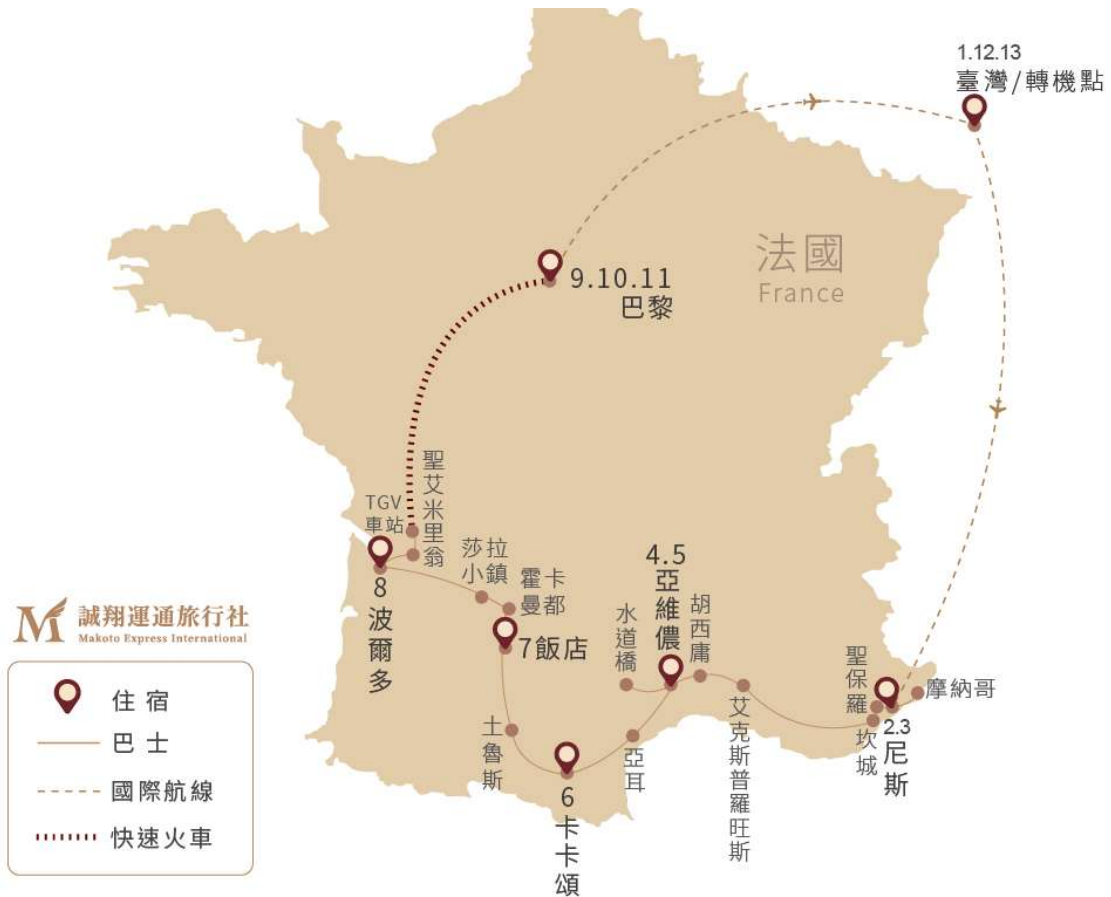 1.12.13
臺灣/轉機點
法國
France
9.10.11
巴黎
聖艾米里翁
TGV
車站
莎拉
小鎮
霍卡
曼都
4.5
亞維儂
胡西庸
水道橋
8
波爾多
7飯店
聖保羅
摩納哥
2.3
尼斯
坎城
艾克斯普羅旺斯
亞耳
土魯斯
6
卡卡頌
誠翔運通旅行社
Makoto Express International
住宿
巴士
國際航線
快速火車